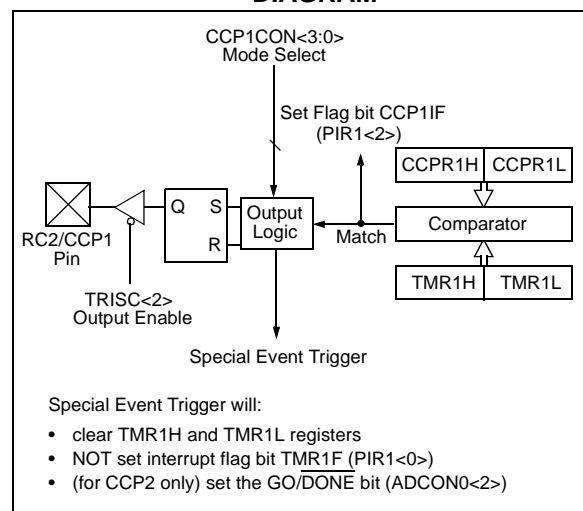 DIAGRAM
CCP1CON<3:0>
Mode Select
Set Flag bit CCP1IF
(PIR1<2>)
CCPR1H CCPR1L
Q S
R
Output
Logic
Match
Comparator
RC2/CCP1
Pin
TRISC<2>
Output Enable
TMR1H TMR1L
Special Event Trigger
Special Event Trigger will:
• clear TMR1H and TMR1L registers
• NOT set interrupt flag bit TMR1F (PIR1<0>)
• (for CCP2 only) set the GO/DONE bit (ADCON0<2>)